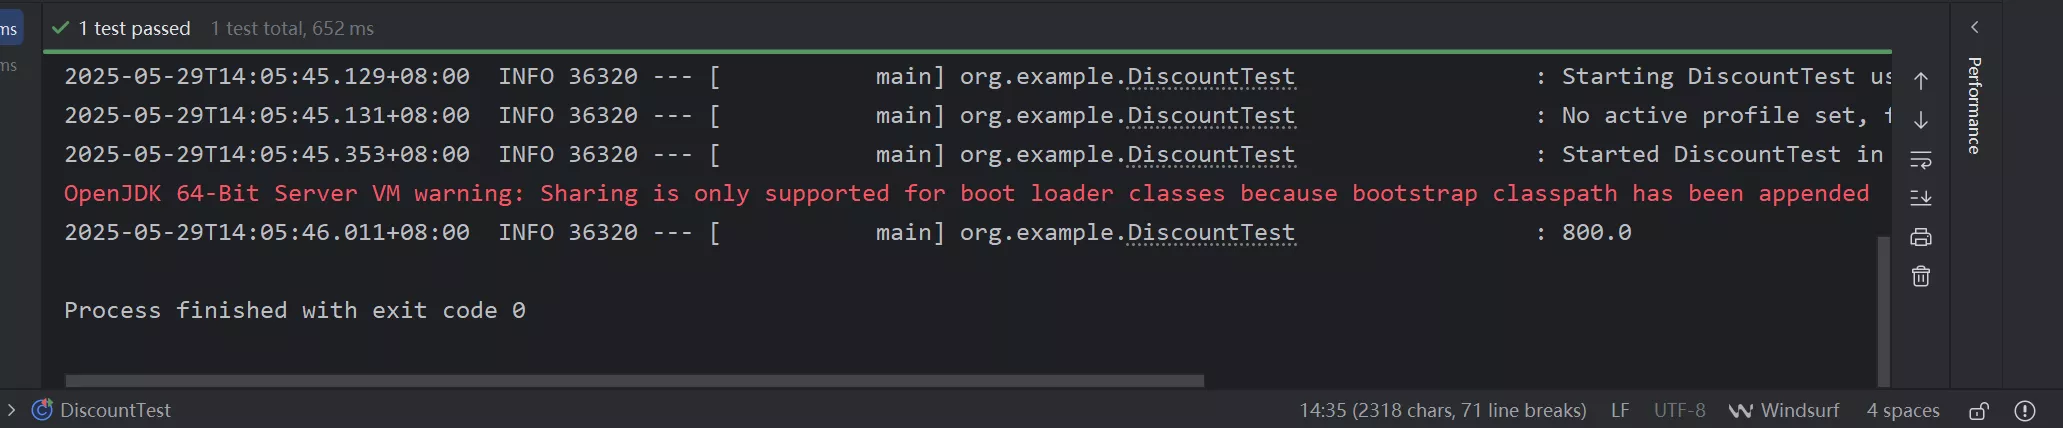 ms
1 test passed 1 test total, 652 ms
ms
2025-05-29T14:05:45.129+08:00  INFO 36320 --- [           main] org.example.DiscountTest                 : Starting DiscountTest us
2025-05-29T14:05:45.131+08:00  INFO 36320 --- [           main] org.example.DiscountTest                 : No active profile set, f
2025-05-29T14:05:45.353+08:00  INFO 36320 --- [           main] org.example.DiscountTest                 : Started DiscountTest in
OpenJDK 64-Bit Server VM warning: Sharing is only supported for boot loader classes because bootstrap classpath has been appended
2025-05-29T14:05:46.011+08:00  INFO 36320 --- [           main] org.example.DiscountTest                 : 800.0
Process finished with exit code 0
Performance
DiscountTest 14:35 (2318 chars, 71 line breaks) LF UTF-8 Windsurf 4 spaces